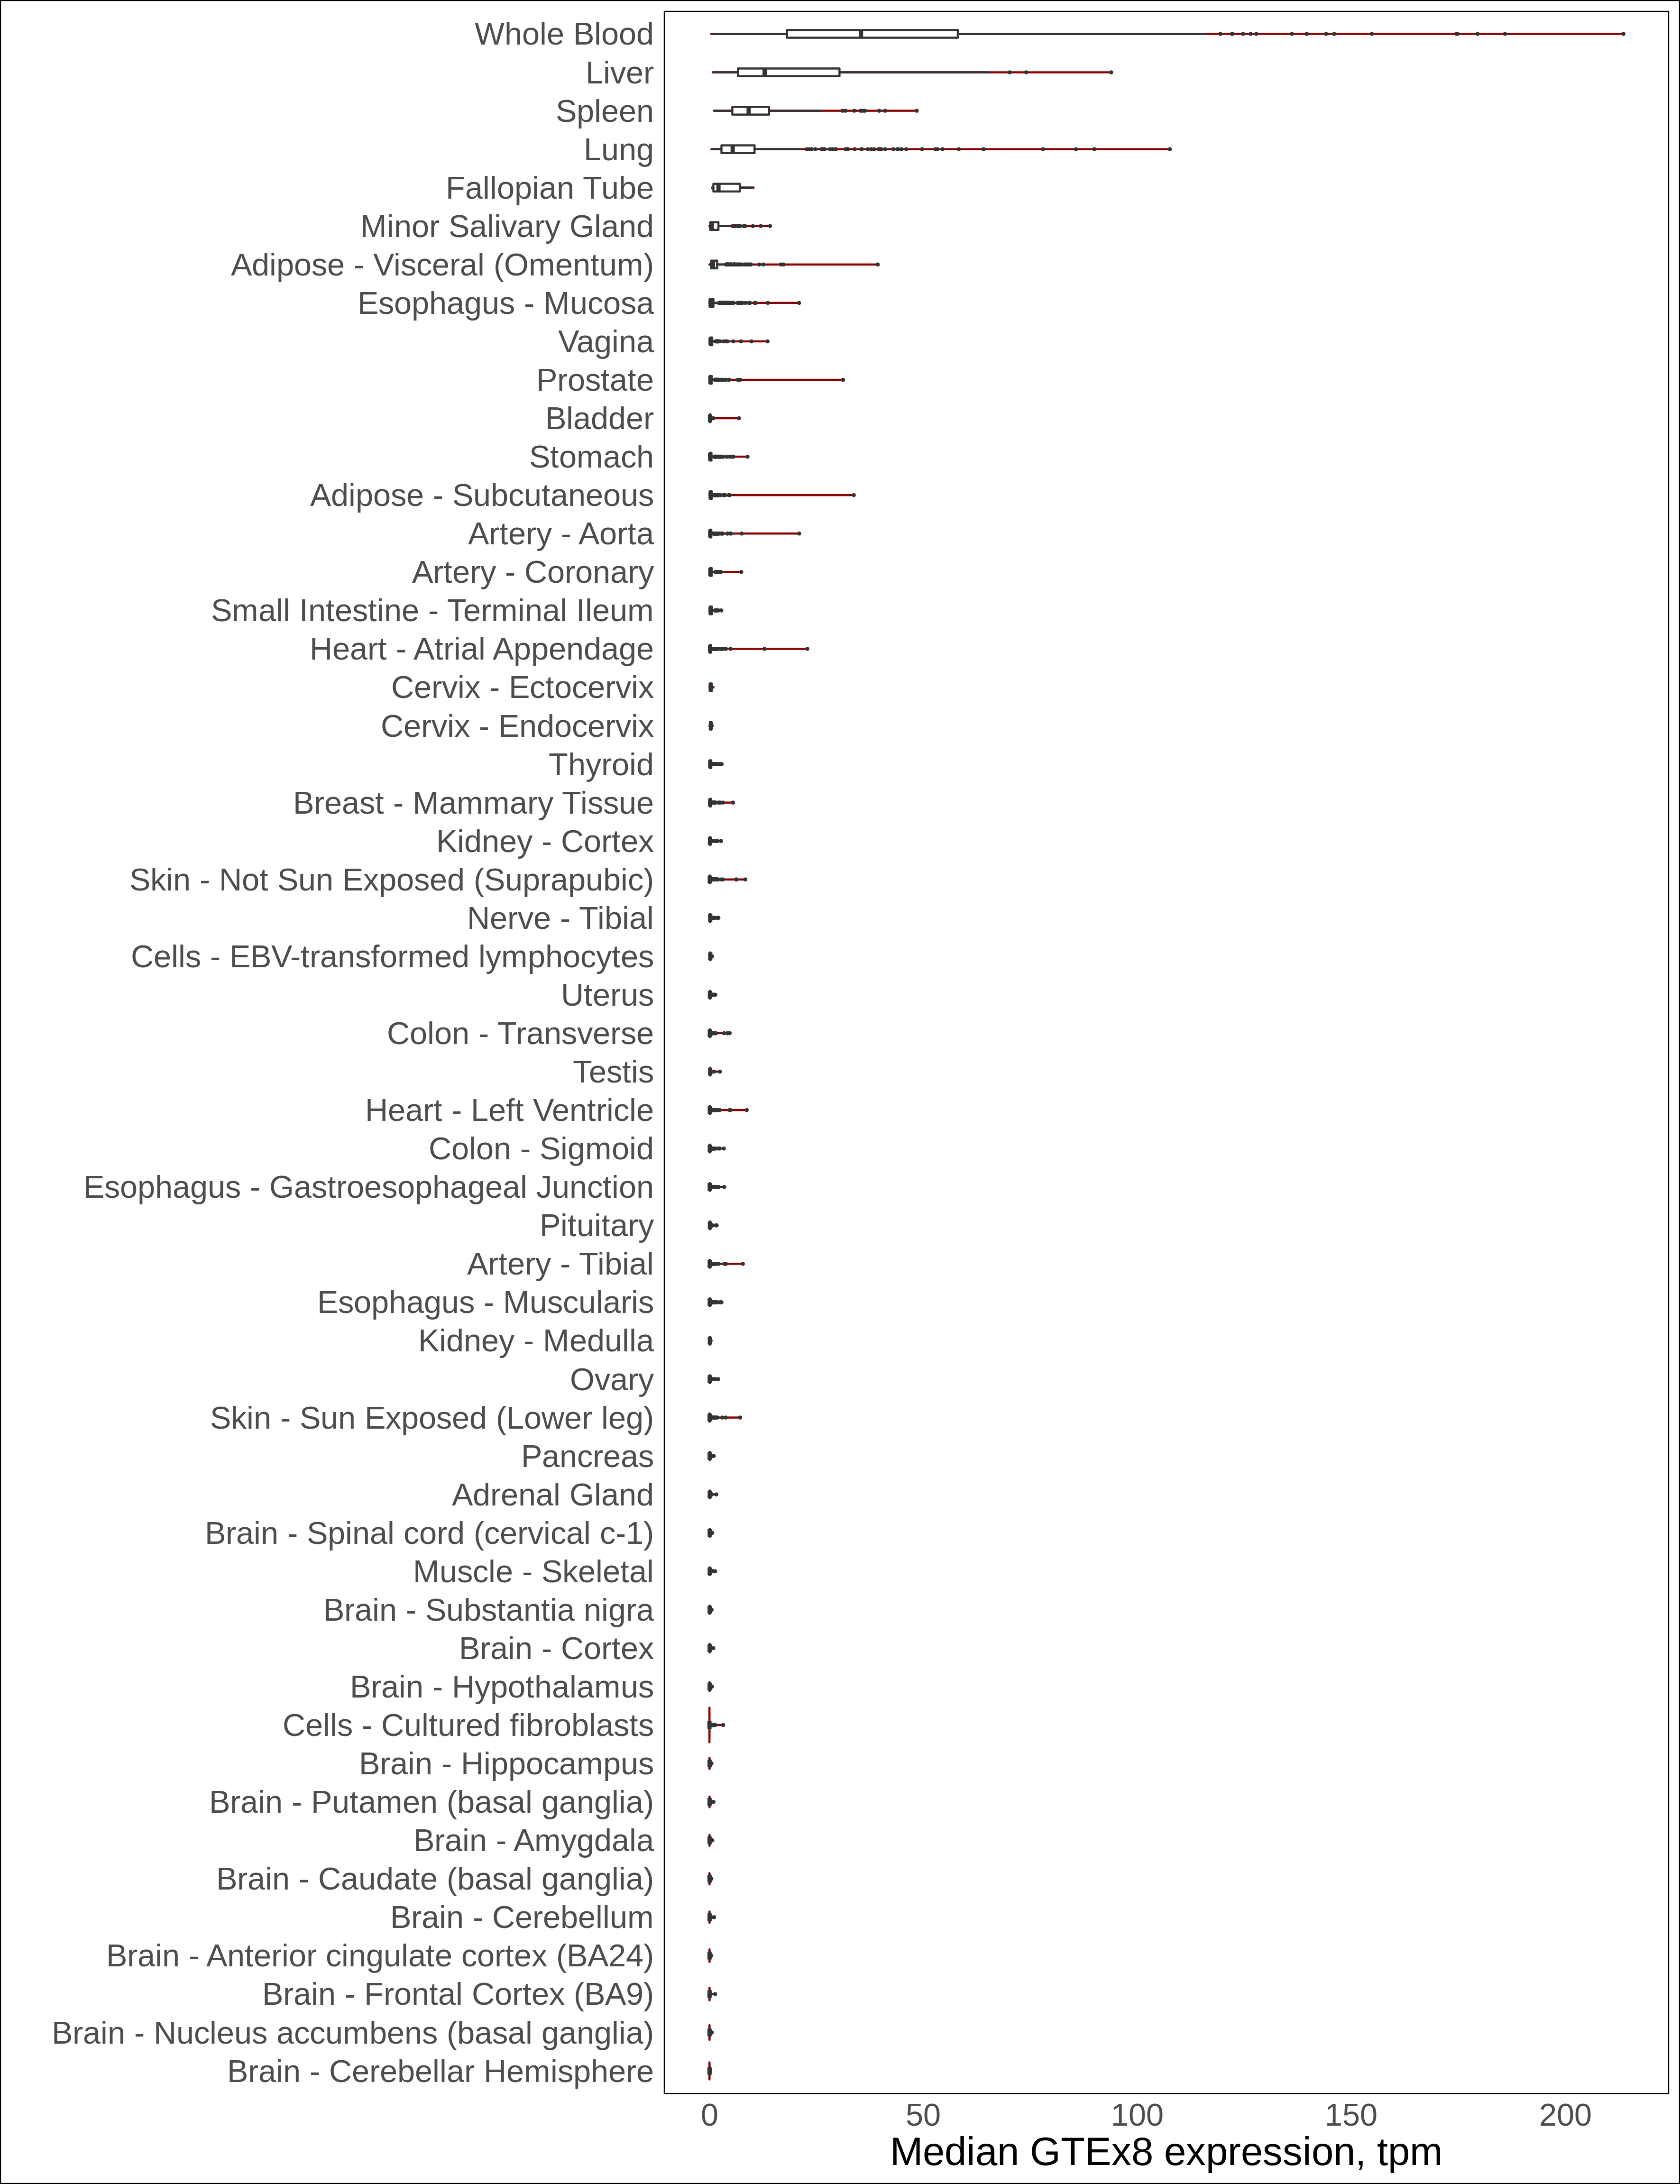 Whole Blood
Liver
Spleen
Lung
Fallopian Tube
Minor Salivary Gland
Adipose - Visceral (Omentum)
Esophagus - Mucosa
Vagina
Prostate
Bladder
Stomach
Adipose - Subcutaneous
Artery - Aorta
Artery - Coronary
Small Intestine - Terminal Ileum
Heart - Atrial Appendage
Cervix - Ectocervix
Cervix - Endocervix
Thyroid
Breast - Mammary Tissue
Kidney - Cortex
Skin - Not Sun Exposed (Suprapubic)
Nerve - Tibial
Cells - EBV-transformed lymphocytes
Uterus
Colon - Transverse
Testis
Heart - Left Ventricle
Colon - Sigmoid
Esophagus - Gastroesophageal Junction
Pituitary
Artery - Tibial
Esophagus - Muscularis
Kidney - Medulla
Ovary
Skin - Sun Exposed (Lower leg)
Pancreas
Adrenal Gland
Brain - Spinal cord (cervical c-1)
Muscle - Skeletal
Brain - Substantia nigra
Brain - Cortex
Brain - Hypothalamus
Cells - Cultured fibroblasts
Brain - Hippocampus
Brain - Putamen (basal ganglia)
Brain - Amygdala
Brain - Caudate (basal ganglia)
Brain - Cerebellum
Brain - Anterior cingulate cortex (BA24)
Brain - Frontal Cortex (BA9)
Brain - Nucleus accumbens (basal ganglia)
Brain - Cerebellar Hemisphere
0 50 100 150 200
Median GTEx8 expression, tpm